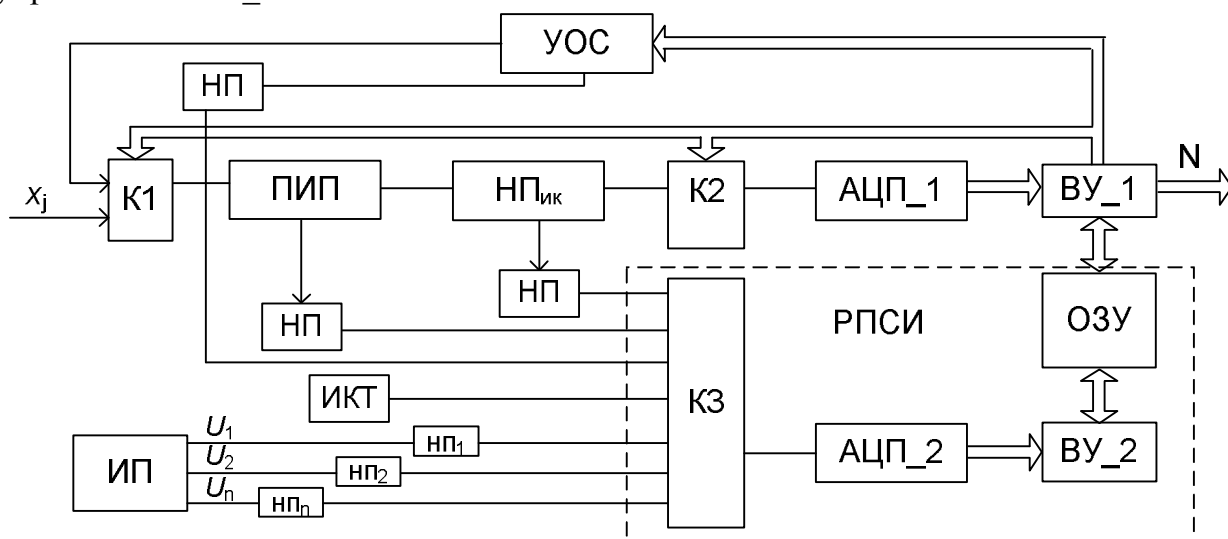 УОС
НП
N
xj
К1
ПИП
НПик
К2
АЦП_1
ВУ_1
НП
НП
РПСИ
ОЗУ
ИКТ
К3
ИП
U1
нп1
U2
нп2
Un
нпn
АЦП_2
ВУ_2